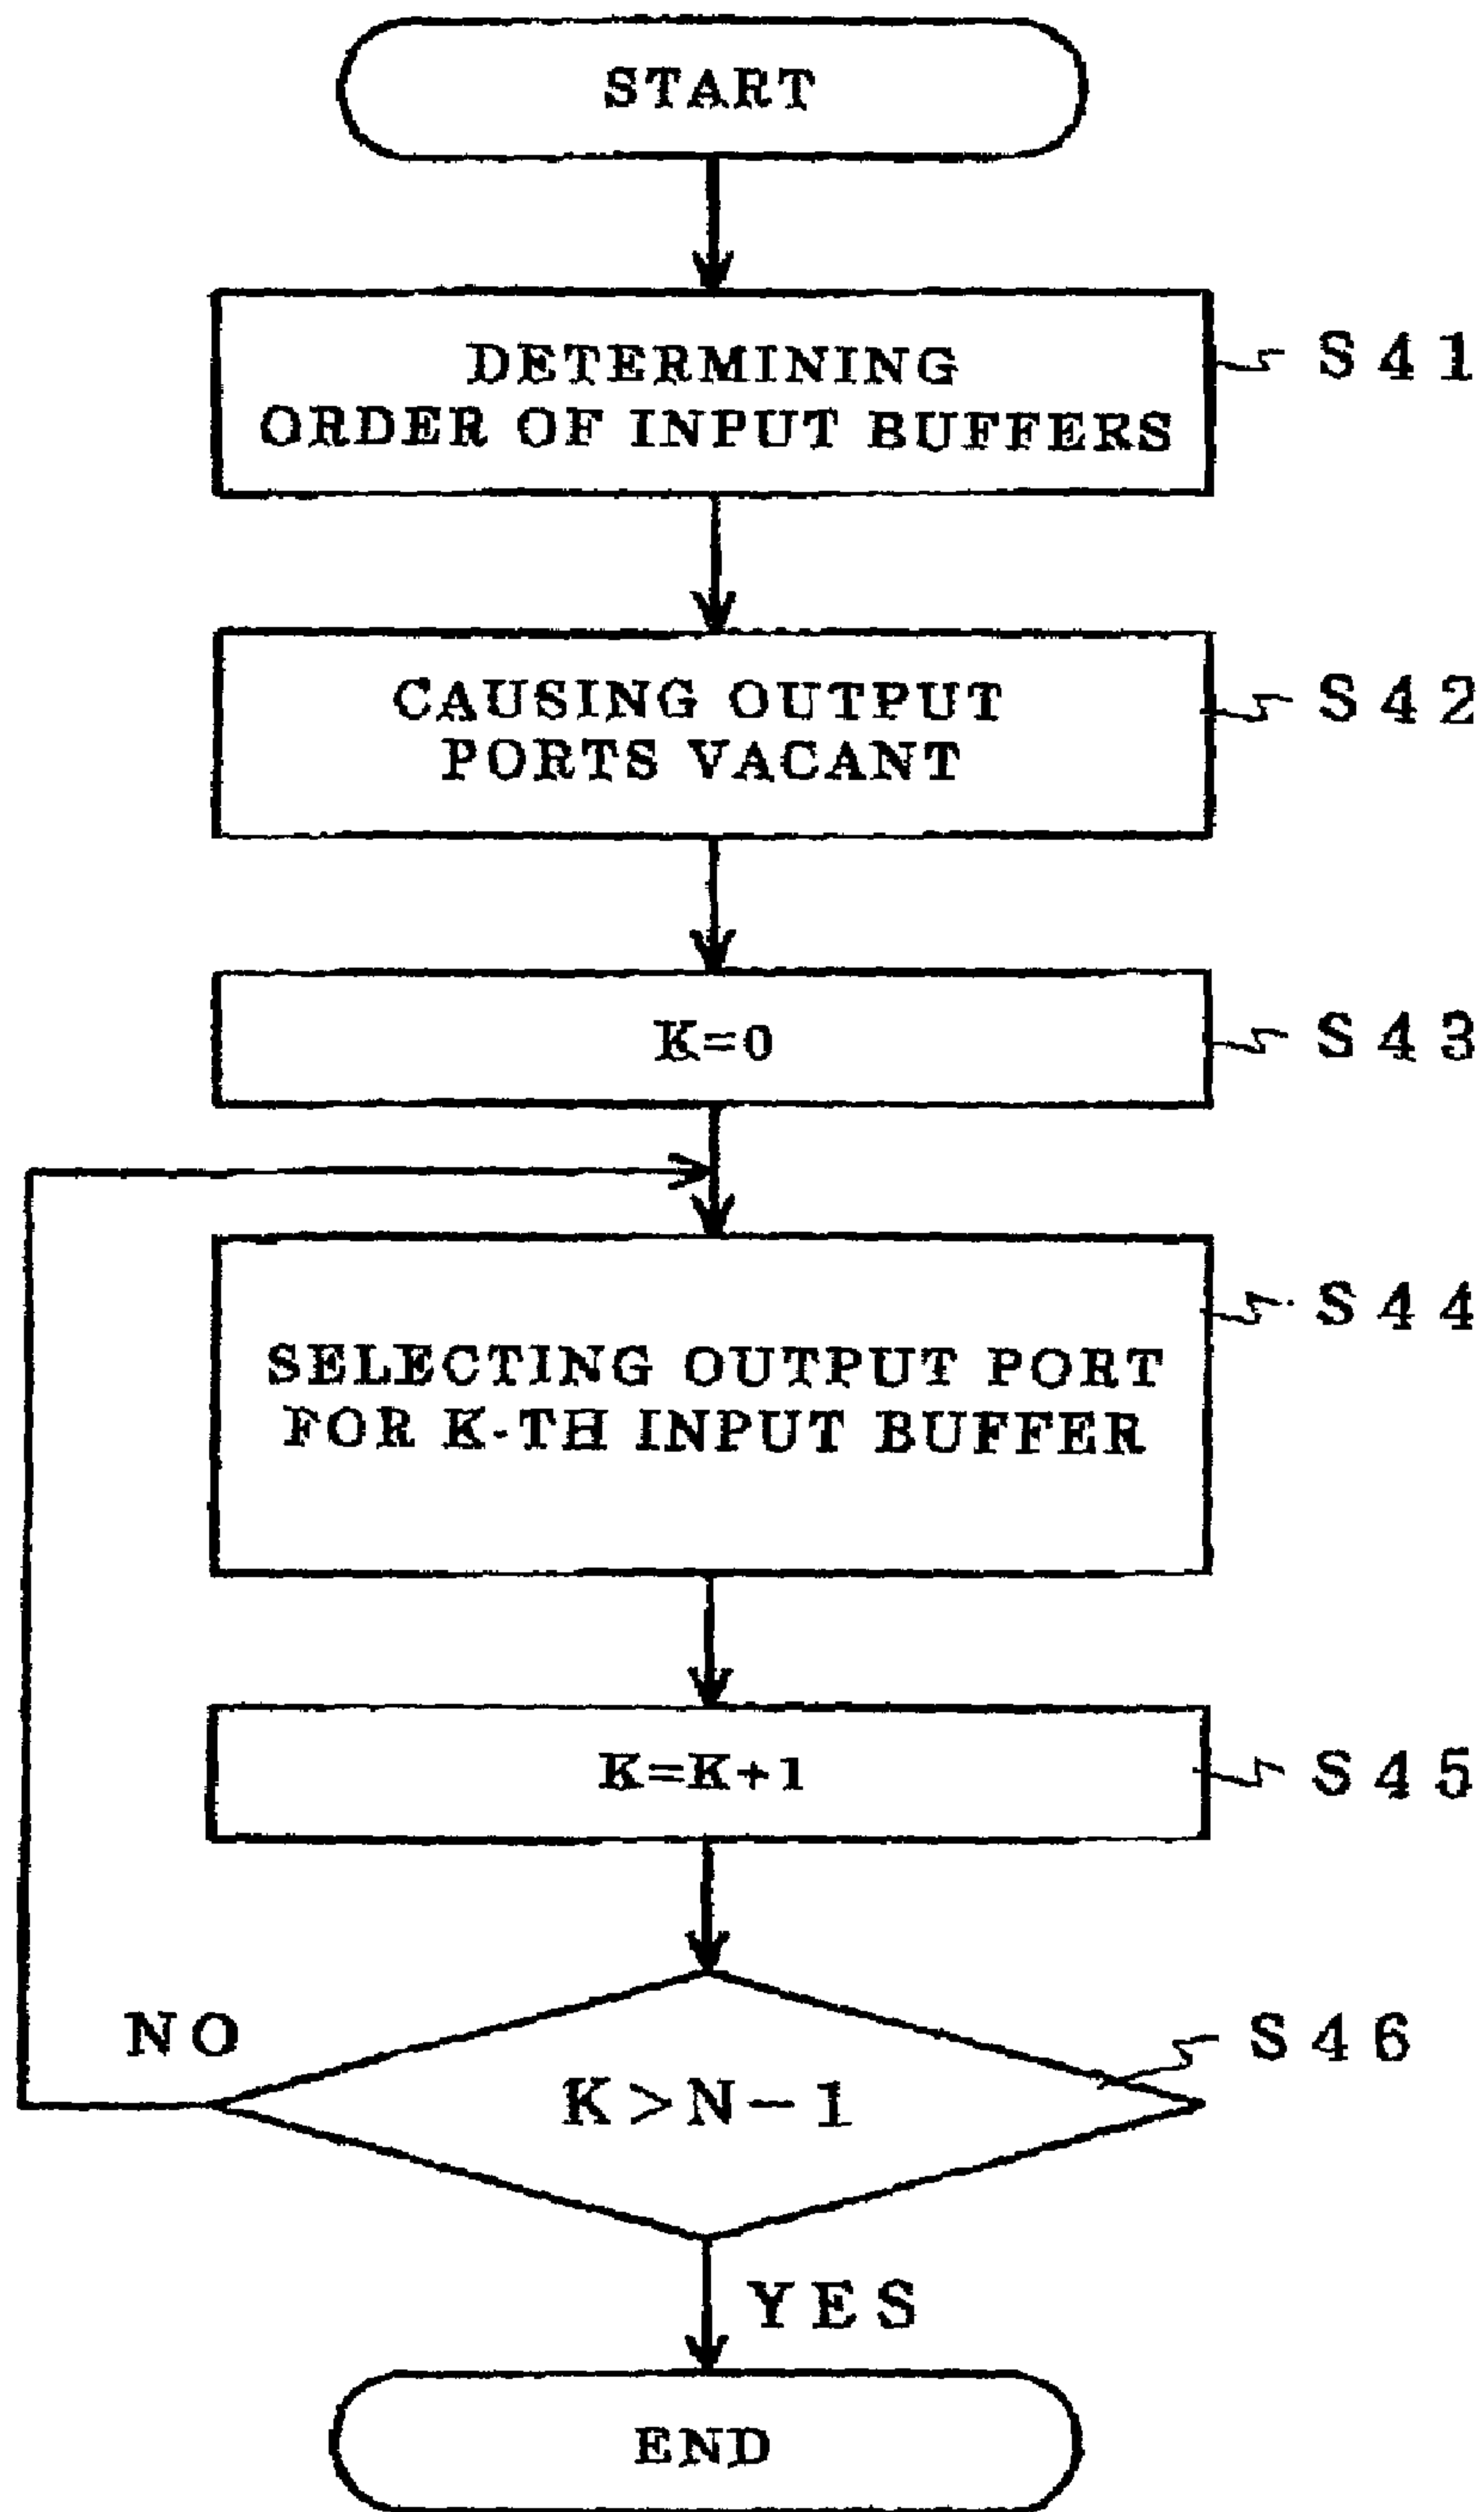 START
DETERMINING
ORDER OF INPUT BUFFERS
S41
CAUSING OUTPUT
PORTS VACANT
S42
K=0
S43
SELECTING OUTPUT PORT
FOR K-TH INPUT BUFFER
S44
K=K+1
S45
K>N-1
S46
NO
YES
END